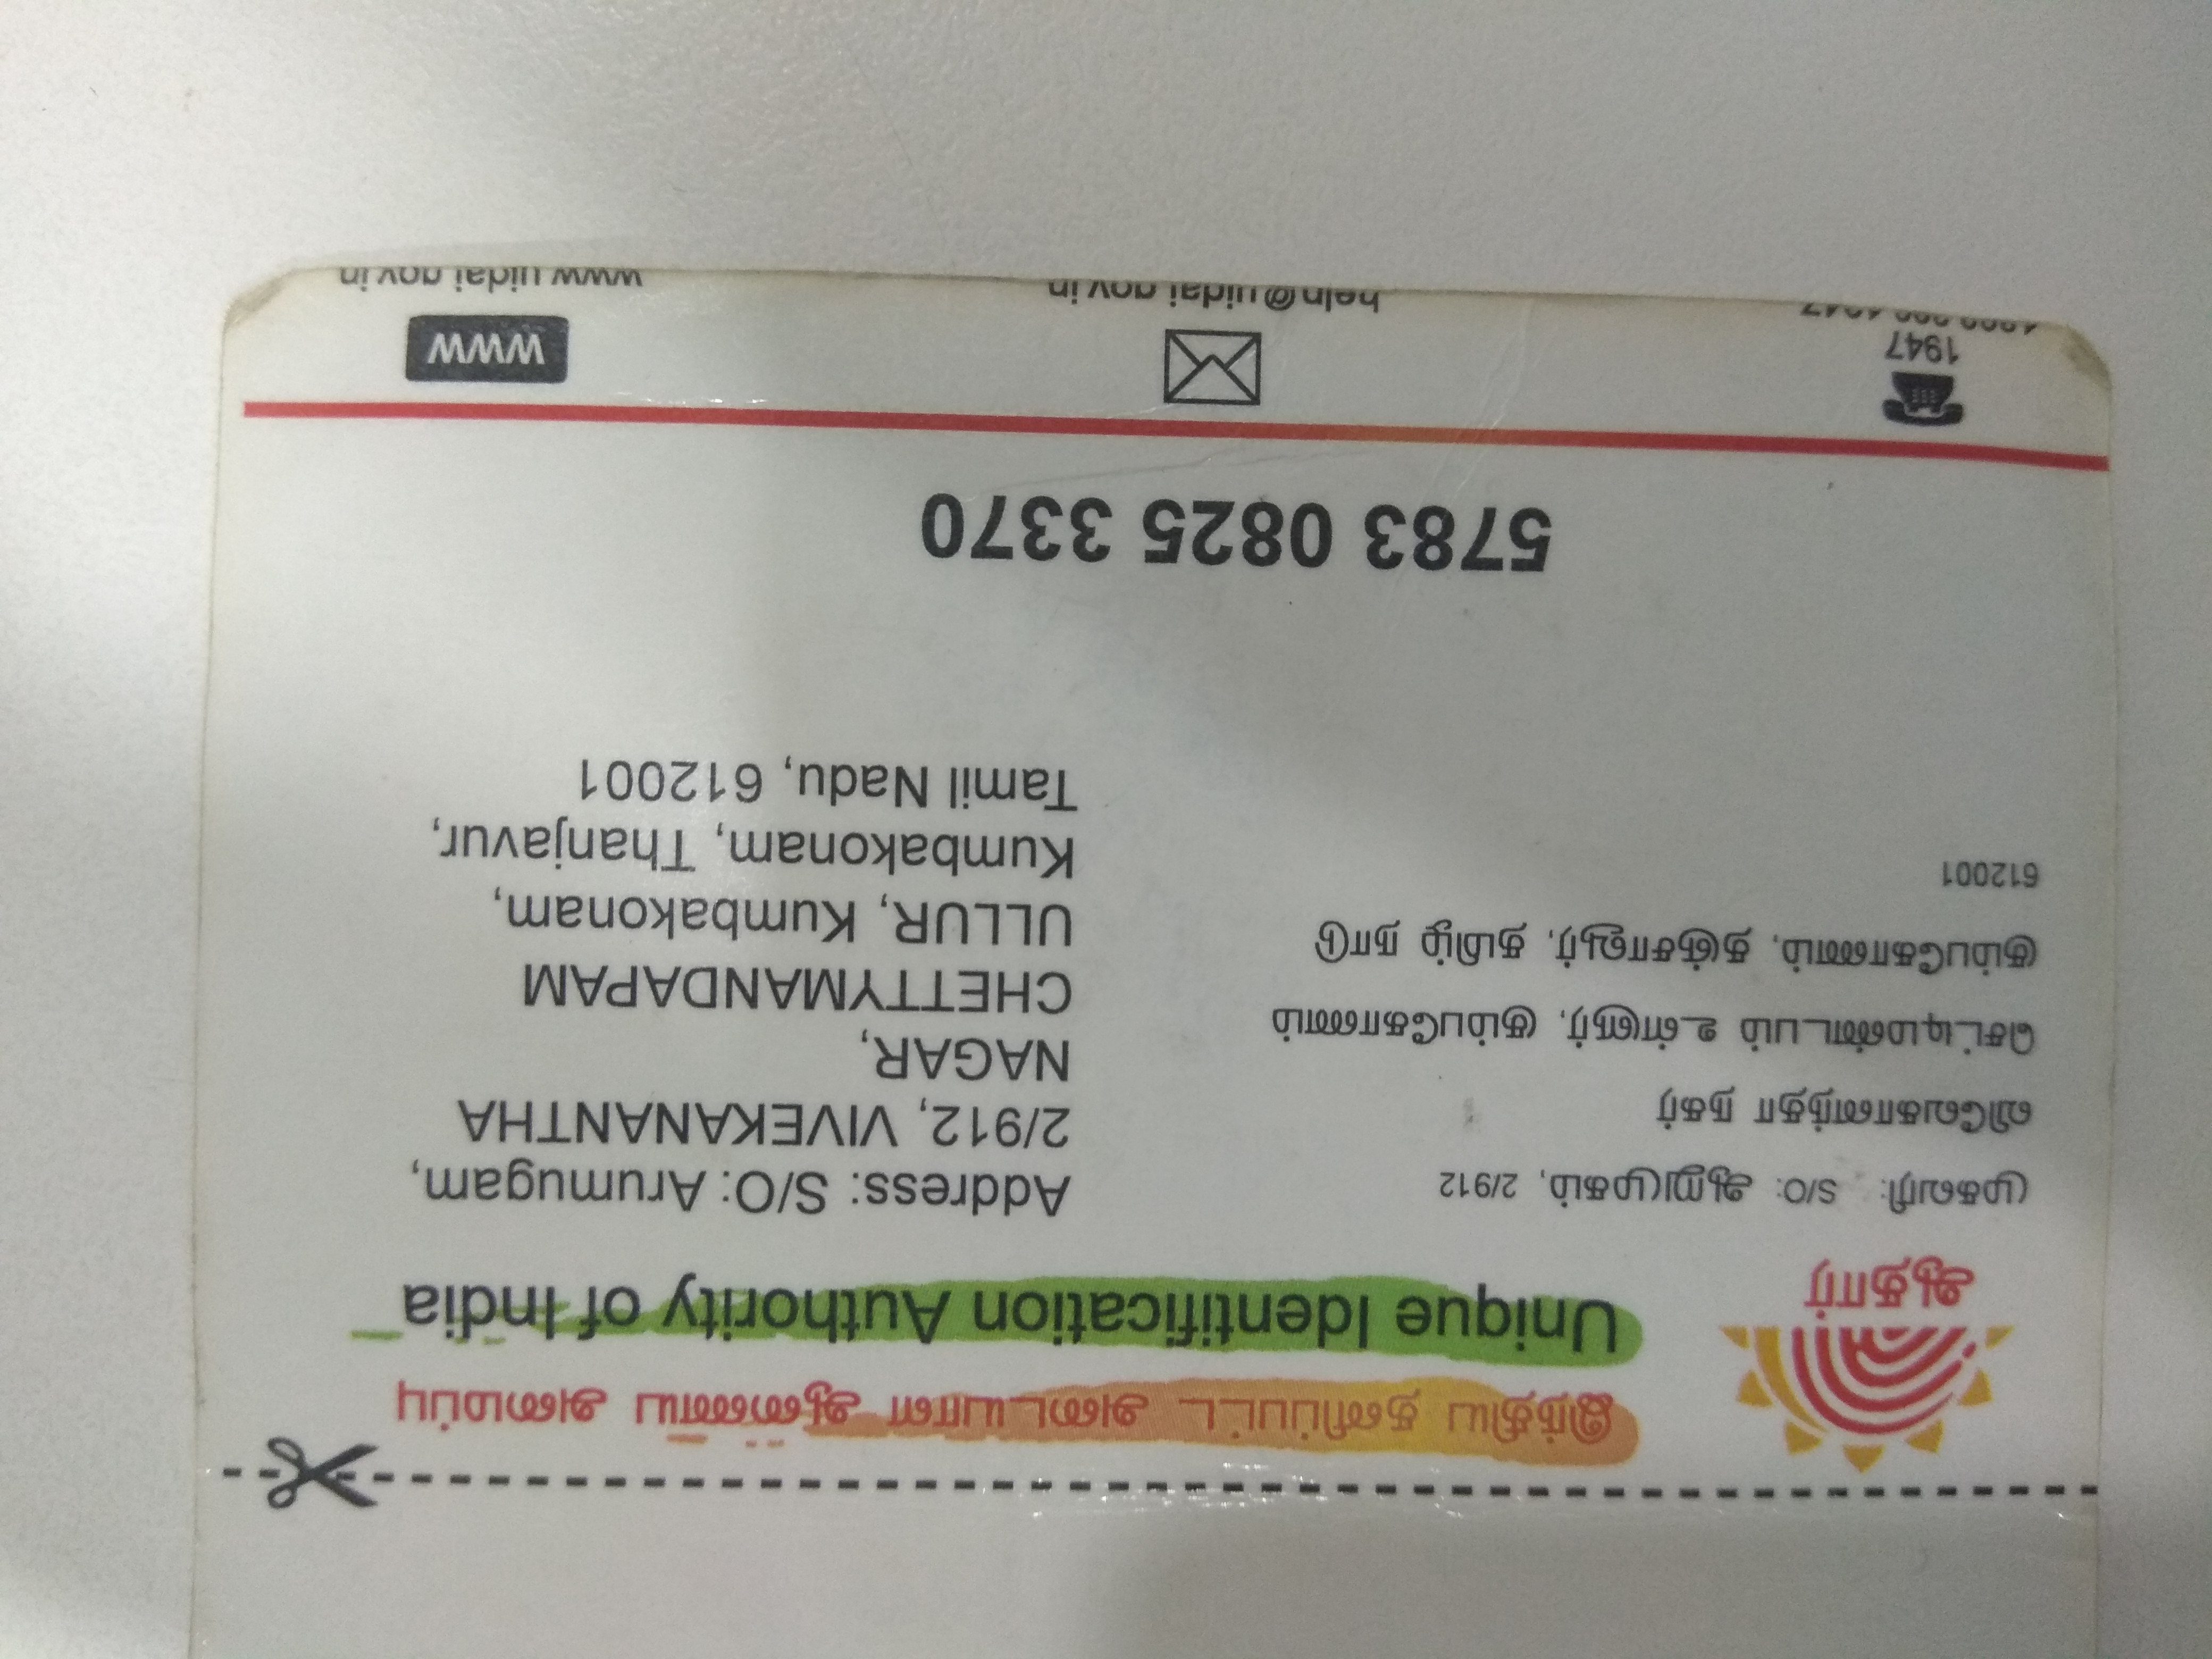 இந்திய தனிப்பட்ட அடையாள ஆணைய அமைப்பு
Unique Identification Authority of India
ஆதார்
முகவரி: S/O: ஆறுமுகம், 2/912
விவேகானந்தா நகர்
செட்டிமண்டபம் உள்ளூர், கும்பகோணம்
கும்பகோணம், தஞ்சாவூர், தமிழ் நாடு
612001
Address: S/O: Arumugam,
2/912, VIVEKANANTHA
NAGAR,
CHETTYMANDAPAM
ULLUR, Kumbakonam,
Kumbakonam, Thanjavur,
Tamil Nadu, 612001
5783 0825 3370
1947
help@uidai.gov.in
WWW
www.uidai.gov.in